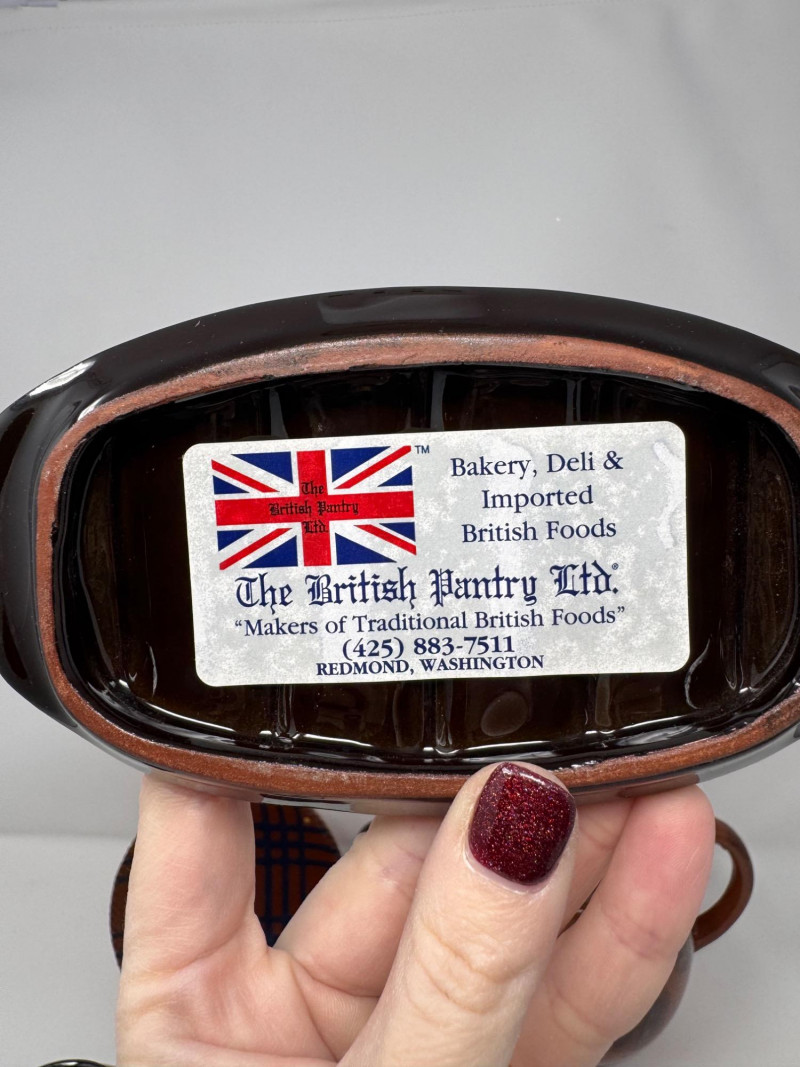 The
British Pantry
Ltd.
TM
Bakery, Deli &
Imported
British Foods
The British Pantry Ltd.®
“Makers of Traditional British Foods”
(425) 883-7511
REDMOND, WASHINGTON